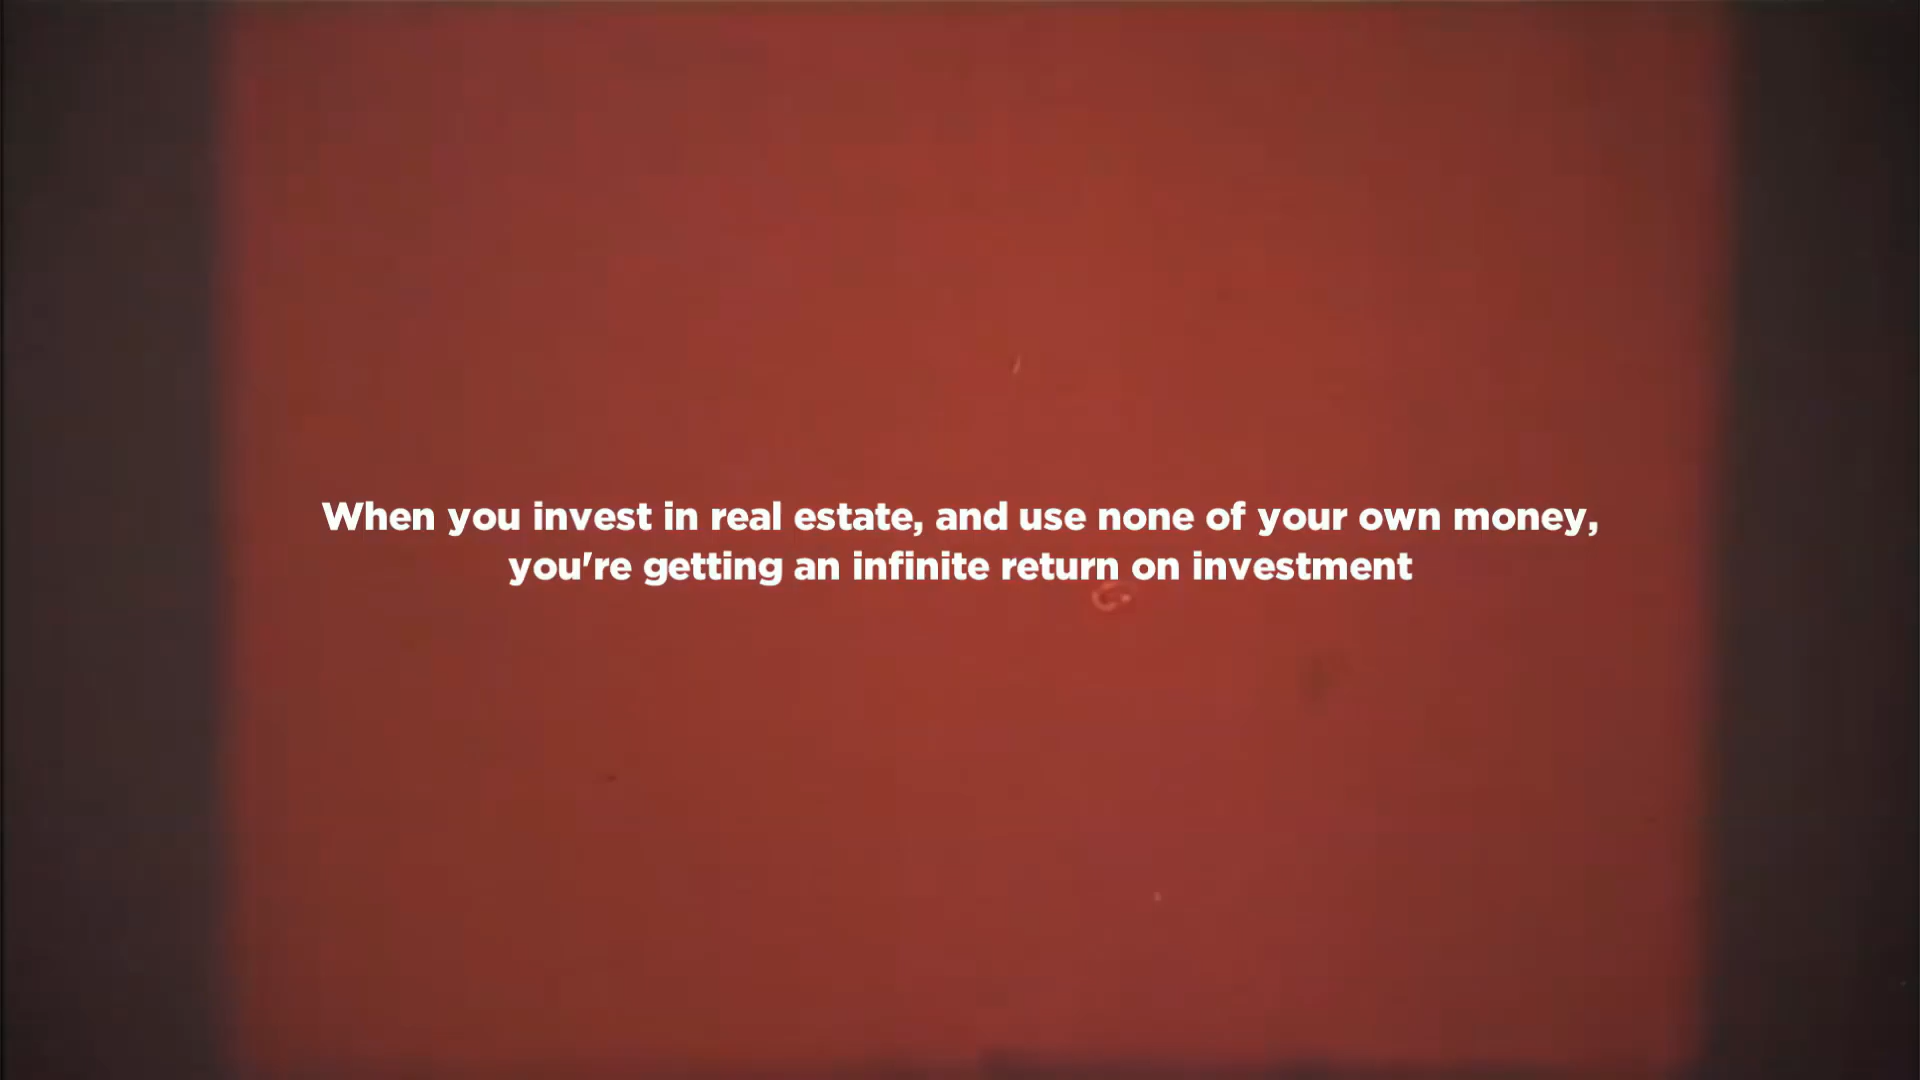 When you invest in real estate, and use none of your own money,
you're getting an infinite return on investment